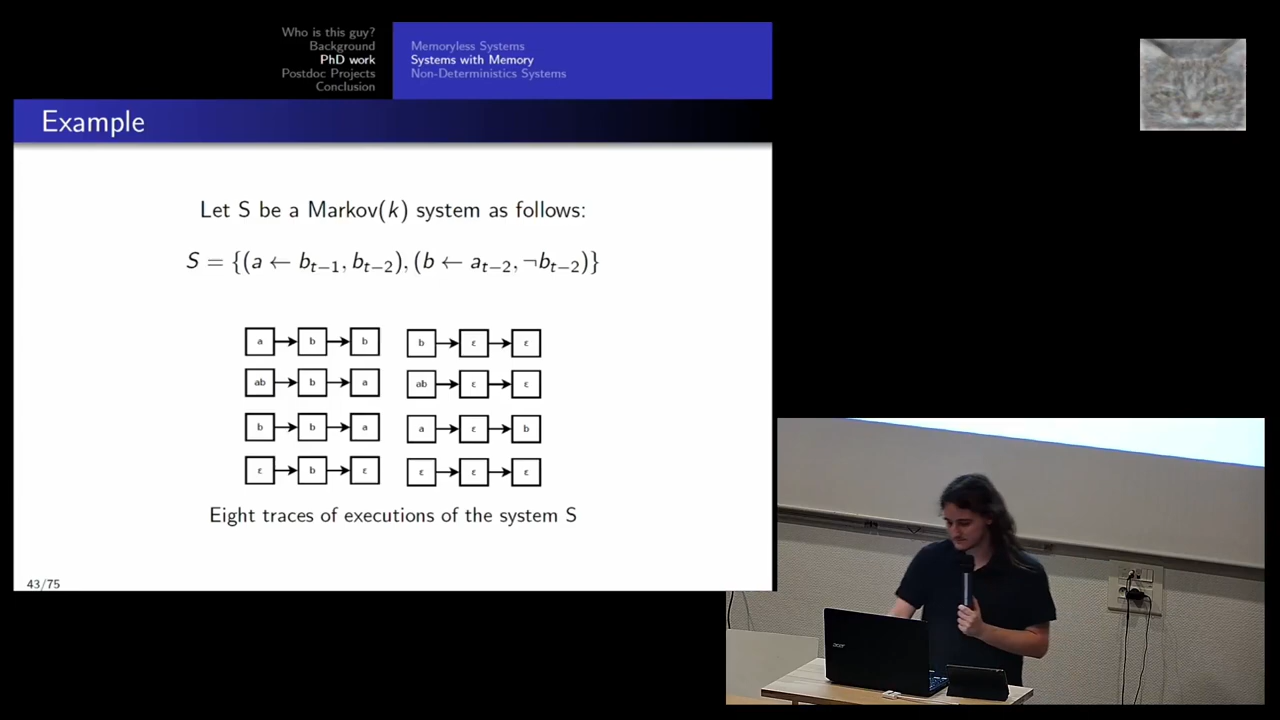 Who is this guy?
Background
PhD work
Postdoc Projects
Conclusion
Memoryless Systems
Systems with Memory
Non-Deterministics Systems
Example
Let S be a Markov(k) system as follows:
S = {(a ← b_{t−1}, b_{t−2}), (b ← a_{t−2}, ¬b_{t−2})}
a → b → b
b → ε → ε
ab → b → a
ab → ε → ε
b → b → a
a → ε → b
ε → b → ε
ε → ε → ε
Eight traces of executions of the system S
43/75
acer